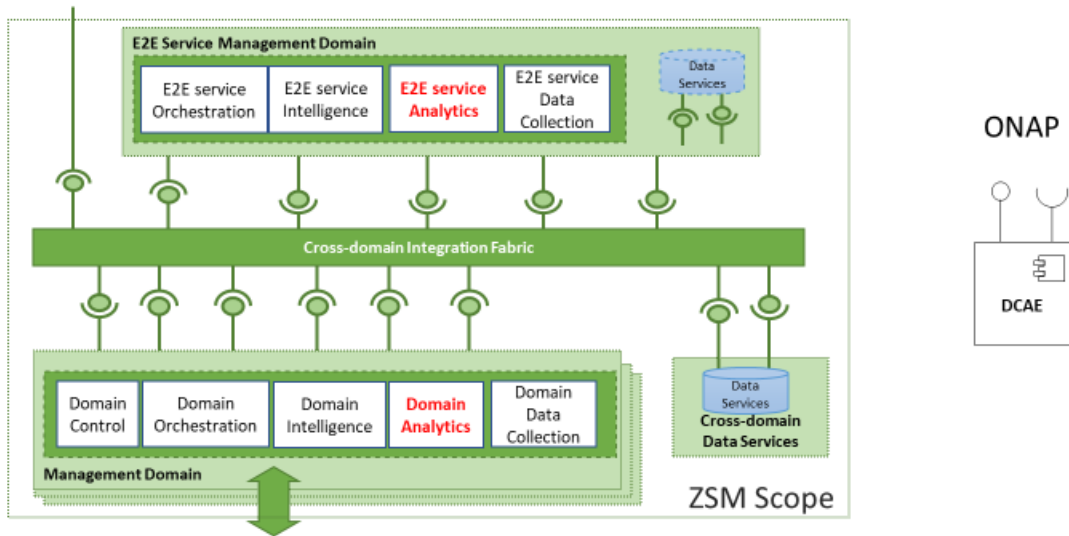 E2E Service Management Domain
E2E service
Orchestration
E2E service
Intelligence
E2E service
Analytics
E2E service
Data
Collection
Data
Services
ONAP
DCAE
Cross-domain Integration Fabric
Domain
Control
Domain
Orchestration
Domain
Intelligence
Domain
Analytics
Domain
Data
Collection
Management Domain
Data
Services
Cross-domain
Data Services
ZSM Scope